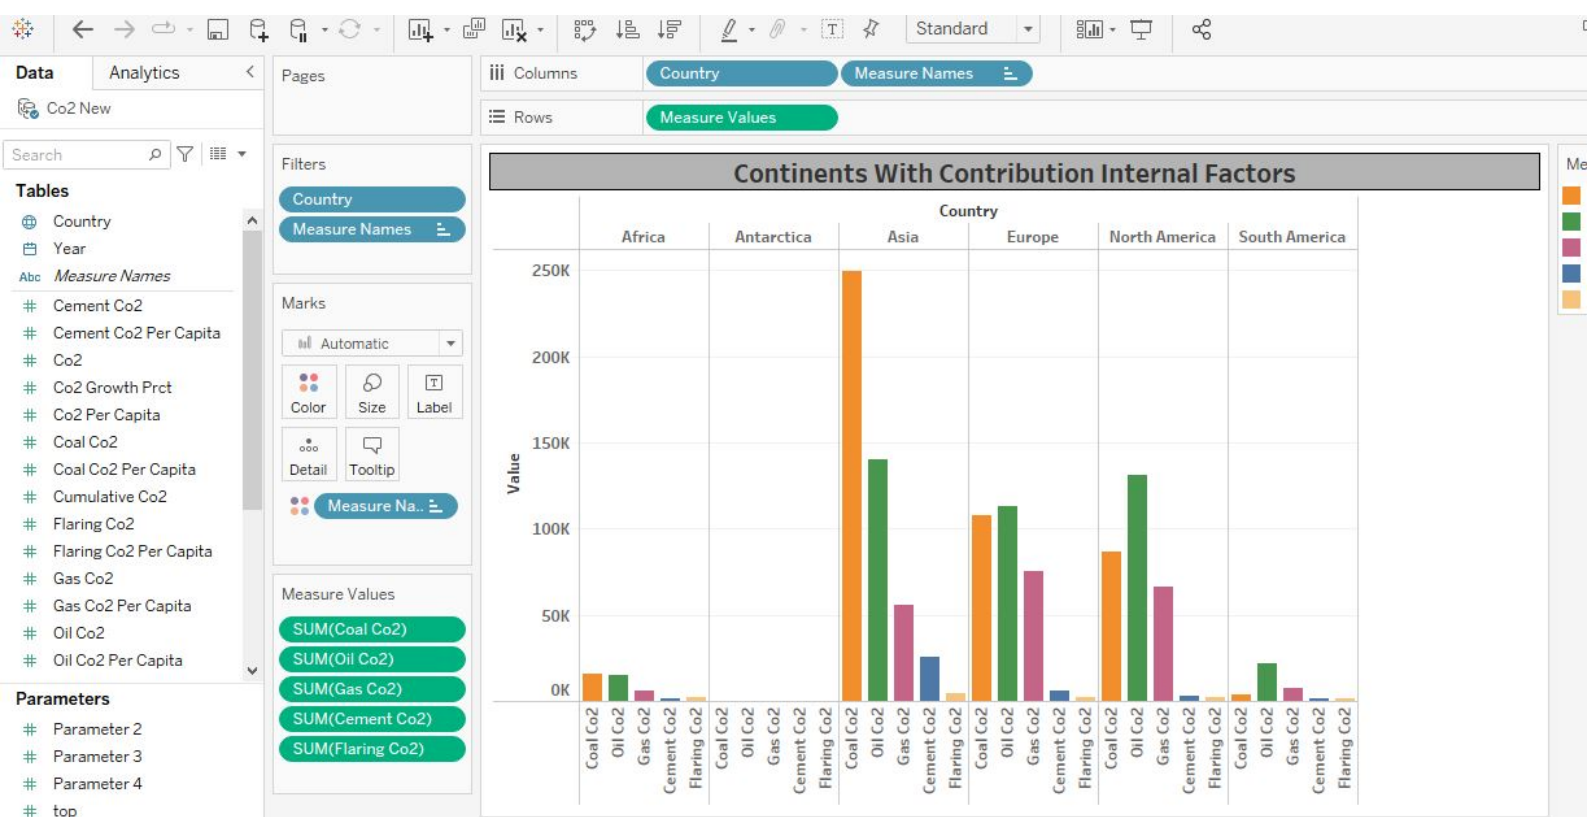 Standard
Data
Analytics
Co2 New
Search
Tables
Country
Year
Abc Measure Names
# Cement Co2
# Cement Co2 Per Capita
# Co2
# Co2 Growth Prct
# Co2 Per Capita
# Coal Co2
# Coal Co2 Per Capita
# Cumulative Co2
# Flaring Co2
# Flaring Co2 Per Capita
# Gas Co2
# Gas Co2 Per Capita
# Oil Co2
# Oil Co2 Per Capita
Parameters
# Parameter 2
# Parameter 3
# Parameter 4
# top
Pages
Filters
Country
Measure Names
Marks
Automatic
Color
Size
T
Label
Detail
Tooltip
Measure Na..
Measure Values
SUM(Coal Co2)
SUM(Oil Co2)
SUM(Gas Co2)
SUM(Cement Co2)
SUM(Flaring Co2)
Columns
Country
Measure Names
Rows
Measure Values
Continents With Contribution Internal Factors
Me
Country
Africa
Antarctica
Asia
Europe
North America
South America
250K
200K
150K
100K
50K
0K
Value
Coal Co2
Oil Co2
Gas Co2
Cement Co2
Flaring Co2
Coal Co2
Oil Co2
Gas Co2
Cement Co2
Flaring Co2
Coal Co2
Oil Co2
Gas Co2
Cement Co2
Flaring Co2
Coal Co2
Oil Co2
Gas Co2
Cement Co2
Flaring Co2
Coal Co2
Oil Co2
Gas Co2
Cement Co2
Flaring Co2
Coal Co2
Oil Co2
Gas Co2
Cement Co2
Flaring Co2